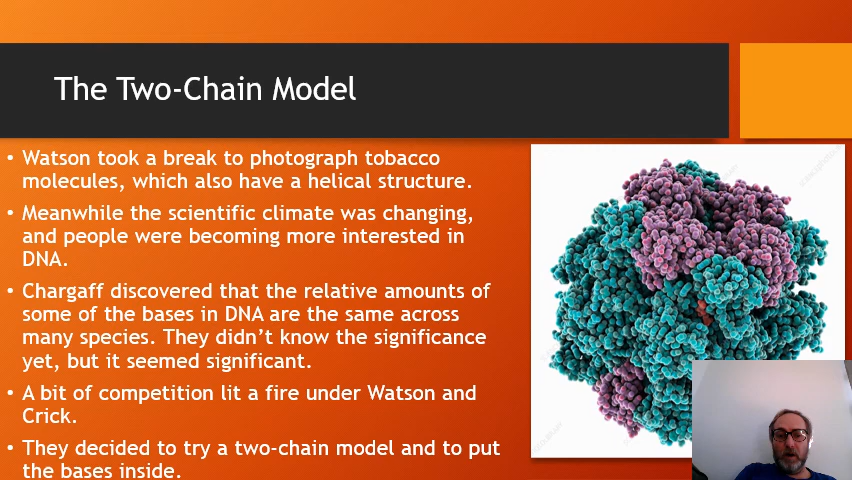 The Two-Chain Model
• Watson took a break to photograph tobacco
molecules, which also have a helical structure.
• Meanwhile the scientific climate was changing,
and people were becoming more interested in
DNA.
• Chargaff discovered that the relative amounts of
some of the bases in DNA are the same across
many species. They didn't know the significance
yet, but it seemed significant.
• A bit of competition lit a fire under Watson and
Crick.
• They decided to try a two-chain model and to put
the bases inside.